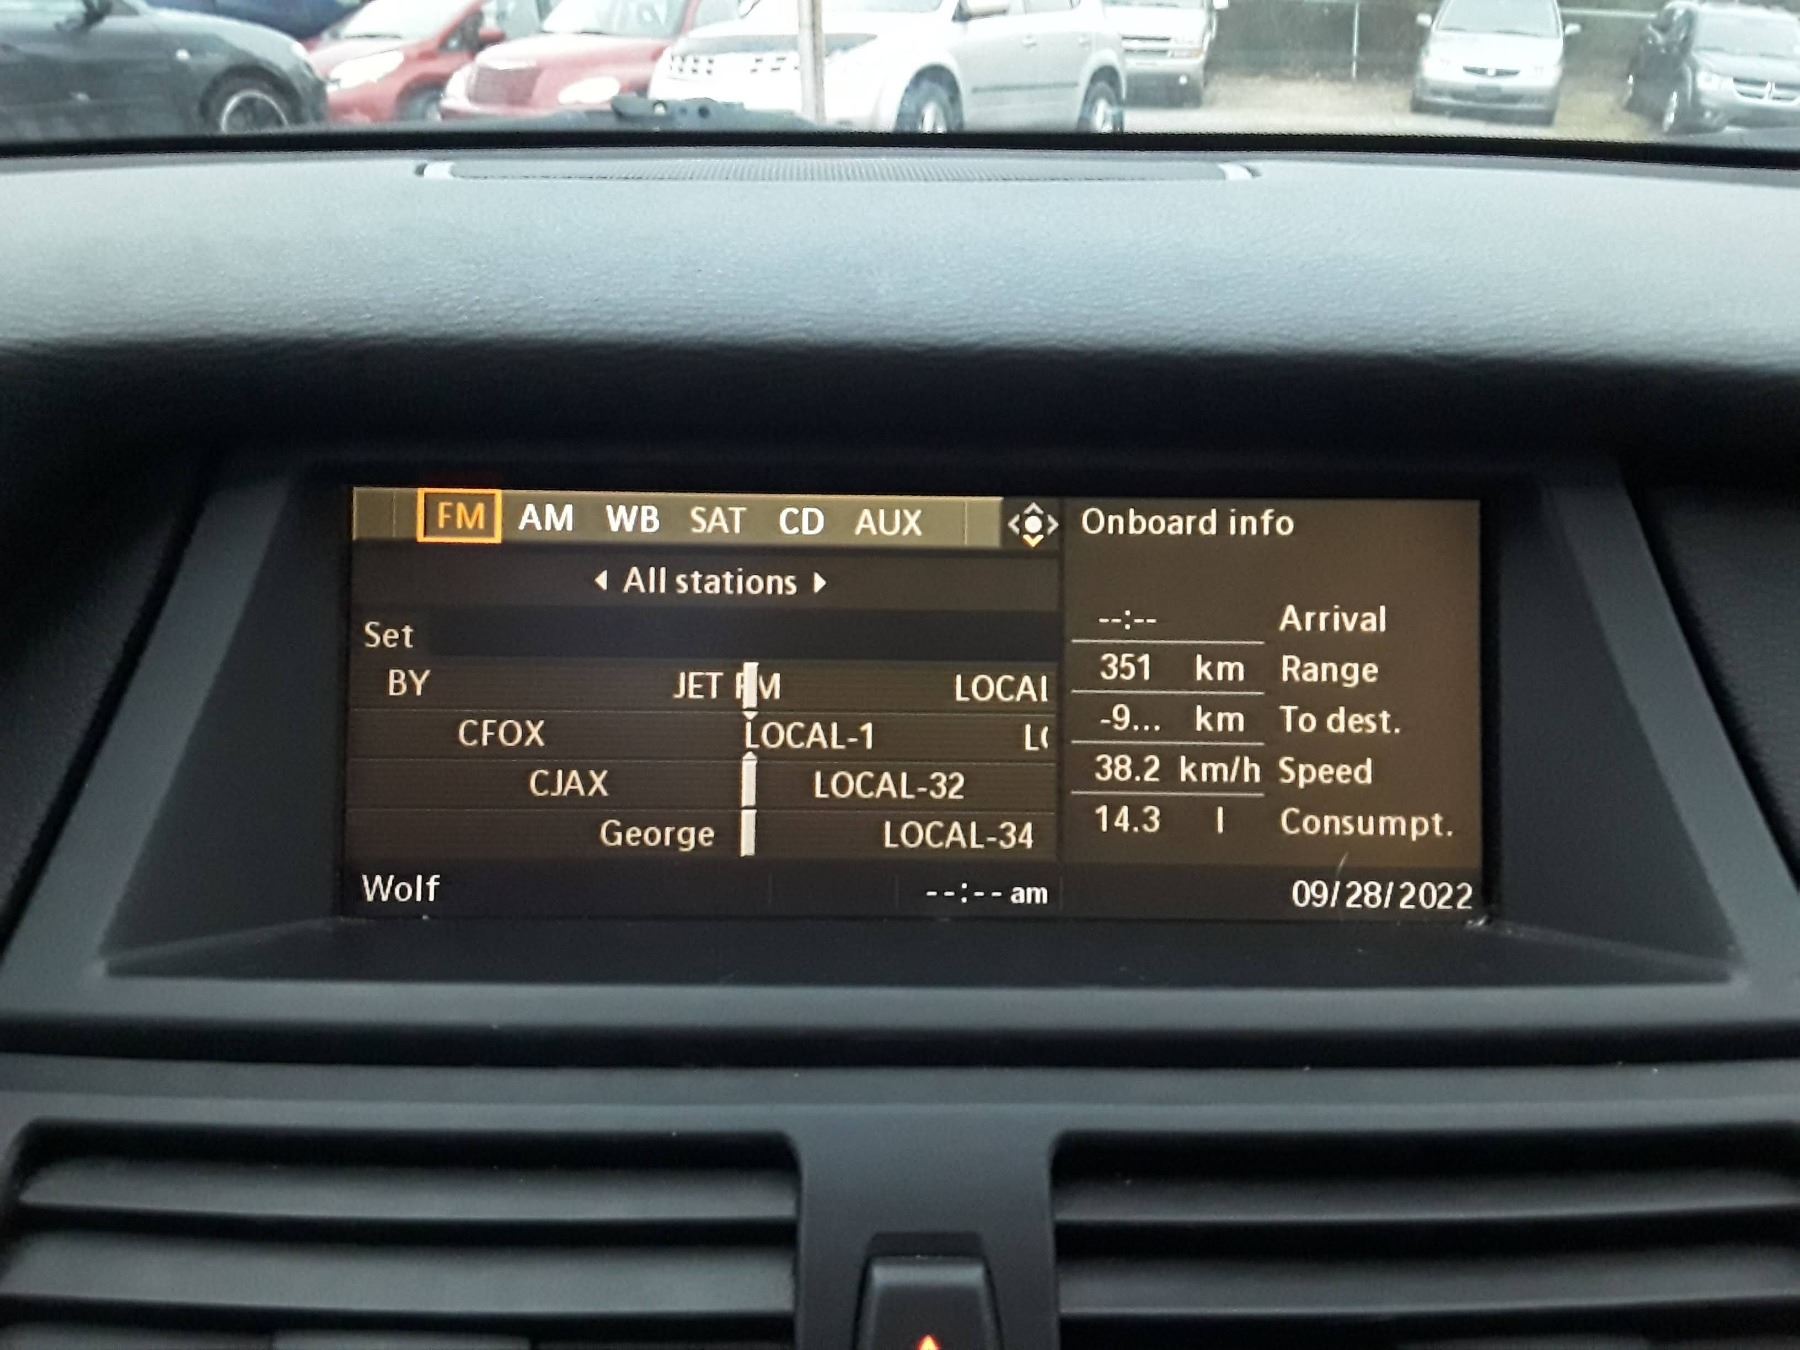 FM AM WB SAT CD AUX
◂ All stations ▸
Set
BY JET FM LOCAL
CFOX LOCAL-1
CJAX LOCAL-32
George LOCAL-34
Wolf --:-- am
Onboard info
--:-- Arrival
351 km Range
-9... km To dest.
38.2 km/h Speed
14.3 l Consumpt.
09/28/2022